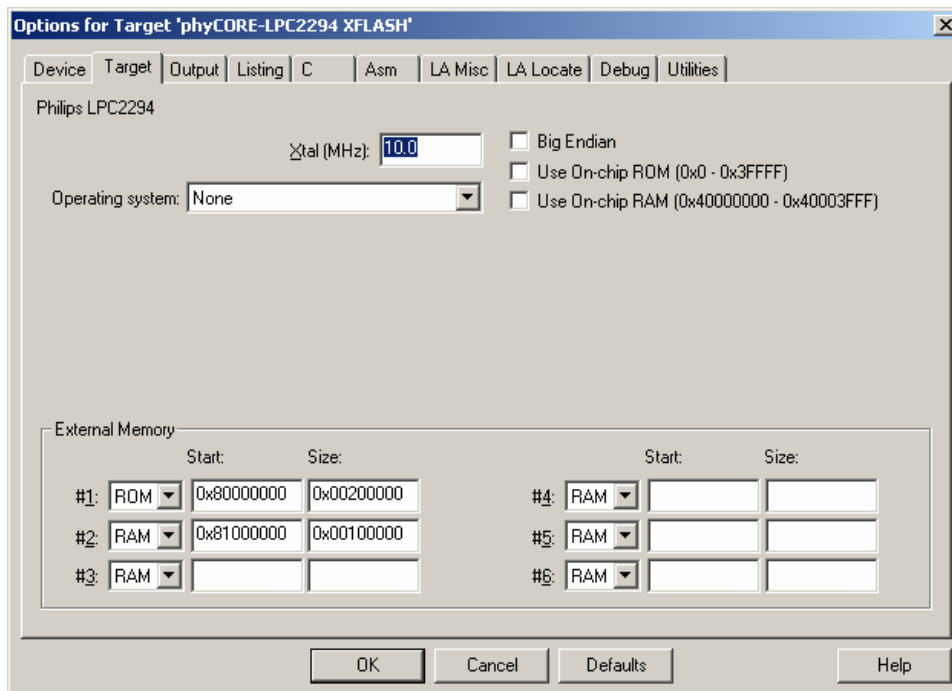 Options for Target 'phyCORE-LPC2294 XFLASH'
Device Target Output Listing C Asm LA Misc LA Locate Debug Utilities
Philips LPC2294
Xtal (MHz): 10.0
Big Endian
Use On-chip ROM (0x0 - 0x3FFFF)
Operating system: None
Use On-chip RAM (0x40000000 - 0x40003FFF)
External Memory
Start: Size: Start: Size:
#1: ROM 0x80000000 0x00200000 #4: RAM
#2: RAM 0x81000000 0x00100000 #5: RAM
#3: RAM #6: RAM
OK Cancel Defaults Help